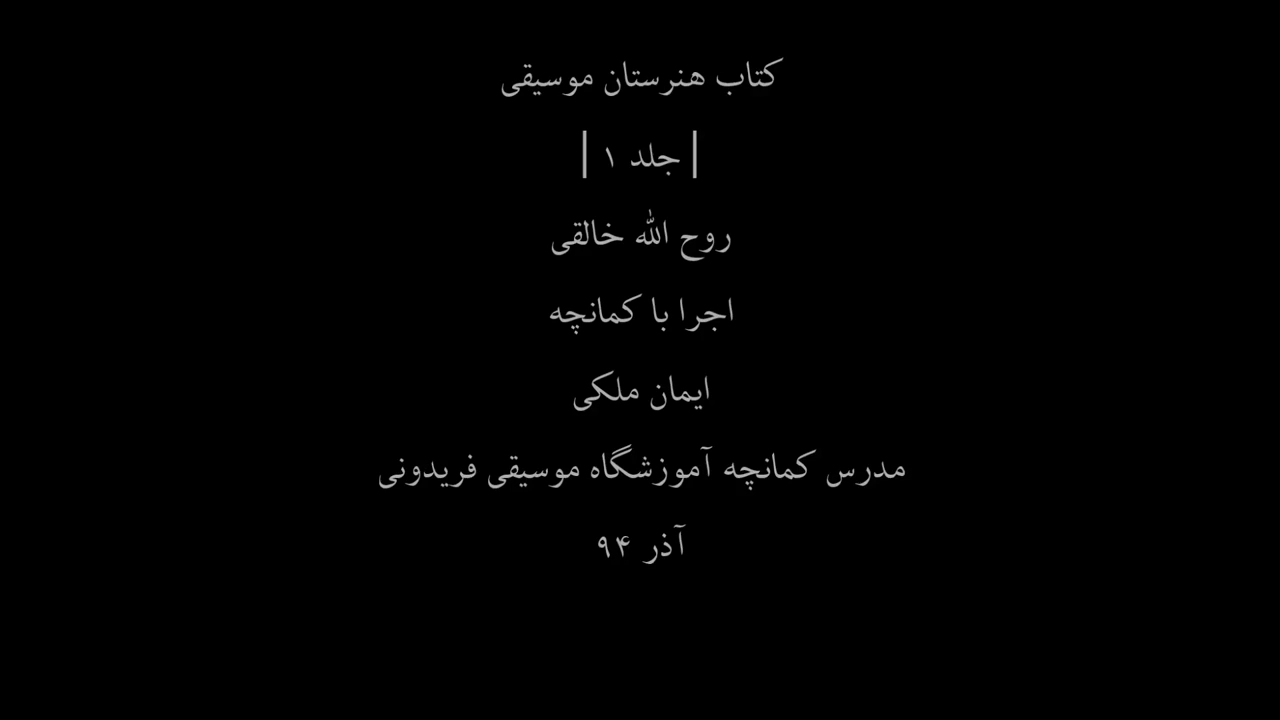 کتاب هنرستان موسیقی
| جلد ۱ |
روح الله خالقی
اجرا با کمانچه
ایمان ملکی
مدرس کمانچه آموزشگاه موسیقی فریدونی
آذر ۹۴